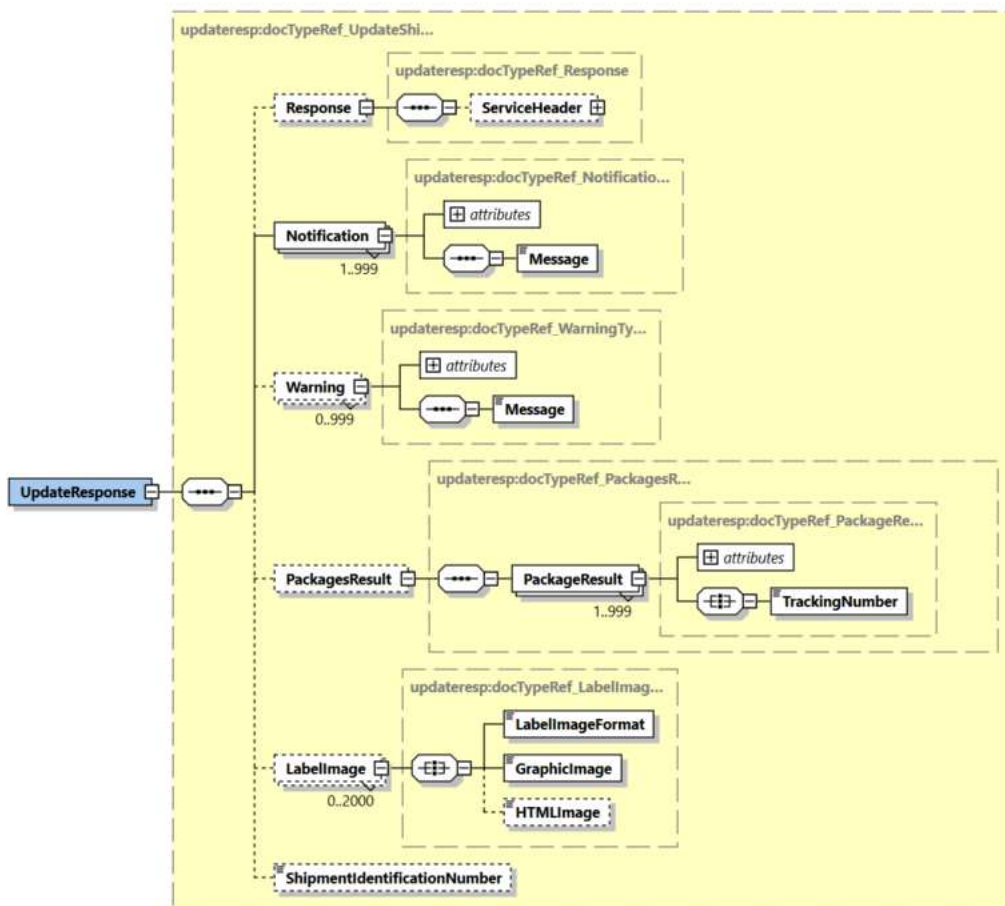 updateresp:docTypeRef_UpdateShi...
updateresp:docTypeRef_Response
Response
ServiceHeader
updateresp:docTypeRef_Notificatio...
attributes
Notification
1..999
Message
updateresp:docTypeRef_WarningTy...
attributes
Warning
0..999
Message
UpdateResponse
updateresp:docTypeRef_PackagesR...
updateresp:docTypeRef_PackageRe...
attributes
PackagesResult
PackageResult
1..999
TrackingNumber
updateresp:docTypeRef_LabelImag...
LabelImageFormat
LabelImage
0..2000
GraphicImage
HTMLImage
ShipmentIdentificationNumber